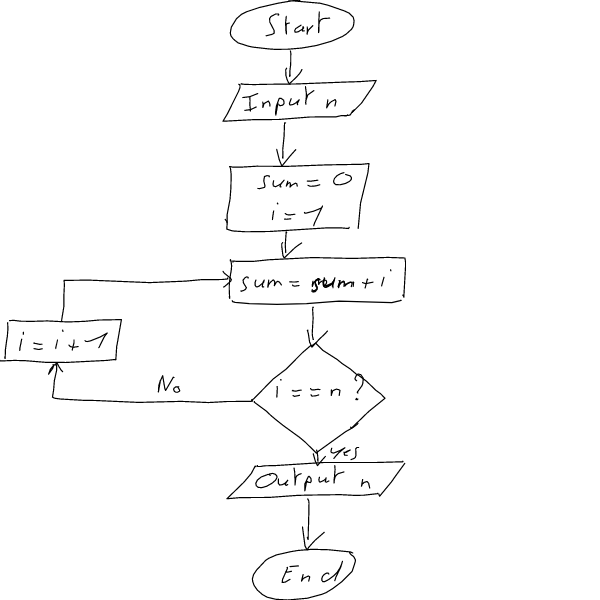 Start
Input n
sum = 0
i = 1
sum = sum + i
i = i + 1
i == n ?
No
Yes
Output n
End